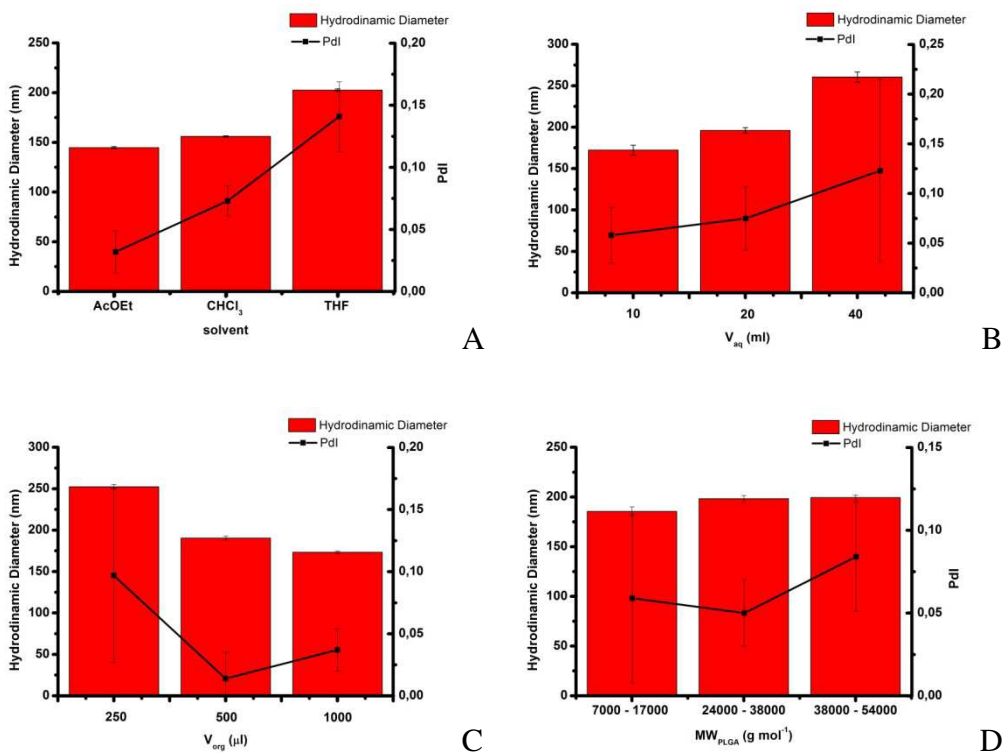 Hydrodinamic Diameter
PdI
250
200
150
100
50
0
Hydrodinamic Diameter (nm)
0,20
0,15
0,10
0,05
0,00
PdI
AcOEt CHCl₃ THF
solvent
A
Hydrodinamic Diameter
PdI
300
250
200
150
100
50
0
Hydrodinamic Diameter (nm)
0,25
0,20
0,15
0,10
0,05
0,00
10 20 40
V_aq (ml)
B
Hydrodinamic Diameter
PdI
300
250
200
150
100
50
0
Hydrodinamic Diameter (nm)
0,20
0,15
0,10
0,05
0,00
250 500 1000
V_org (µl)
C
Hydrodinamic Diameter
PdI
250
200
150
100
50
0
Hydrodinamic Diameter (nm)
0,15
0,10
0,05
0,00
PdI
7000 - 17000 24000 - 38000 38000 - 54000
MW_PLGA (g mol⁻¹)
D